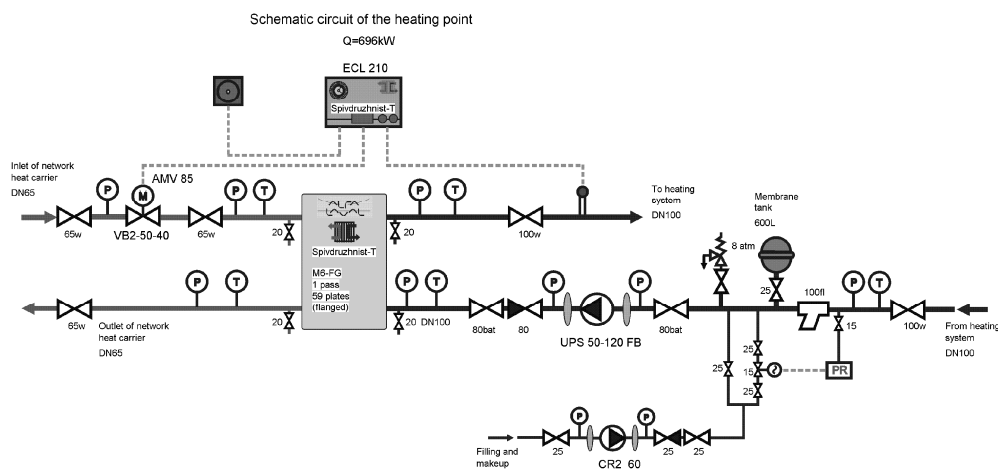 Schematic circuit of the heating point
Q=696kW
ECL 210
Spivdruzhnist-T
Inlet of network
heat carrier
DN65
P
AMV 85
M
P
T
P
T
To heating
system
DN100
Membrane
tank
600L
65w
VB2-50-40
65w
20
ALFA
LAVAL
20
100w
8 atm
Spivdruzhnist-T
M6-FG
1 pass
59 plates
(flanged)
P
T
P
T
P
P
25
100fl
P
T
65w
Outlet of network
heat carrier
DN65
20
20
DN100
80bat
80
UPS 50-120 FB
80bat
15
100w
From heating
system
DN100
25
25
15
25
PR
P
P
Filling and
makeup
25
CR2 60
25
25